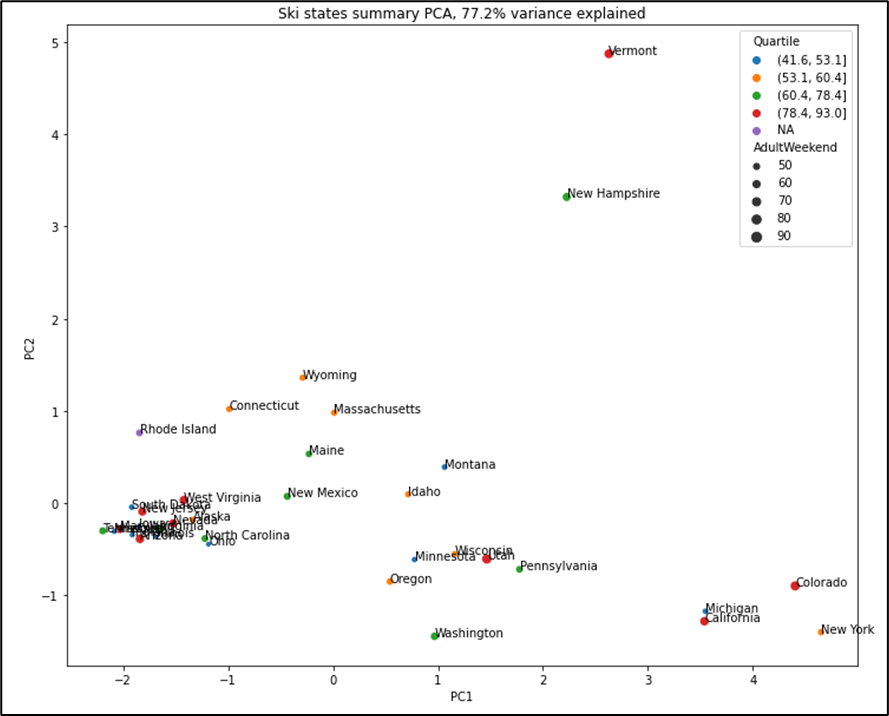 Ski states summary PCA, 77.2% variance explained
5
4
3
2
1
0
−1
PC2
Vermont
New Hampshire
Quartile
(41.6, 53.1]
(53.1, 60.4]
(60.4, 78.4]
(78.4, 93.0]
NA
AdultWeekend
50
60
70
80
90
Wyoming
Connecticut
Massachusetts
Rhode Island
Maine
Montana
New Mexico
Idaho
West Virginia
South Dakota
New Jersey
Alaska
Nevada
Iowa
Arizona
North Carolina
Ohio
Wisconsin
Minnesota
Utah
Pennsylvania
Oregon
Colorado
Michigan
California
New York
Washington
−2
−1
0
1
2
3
4
PC1